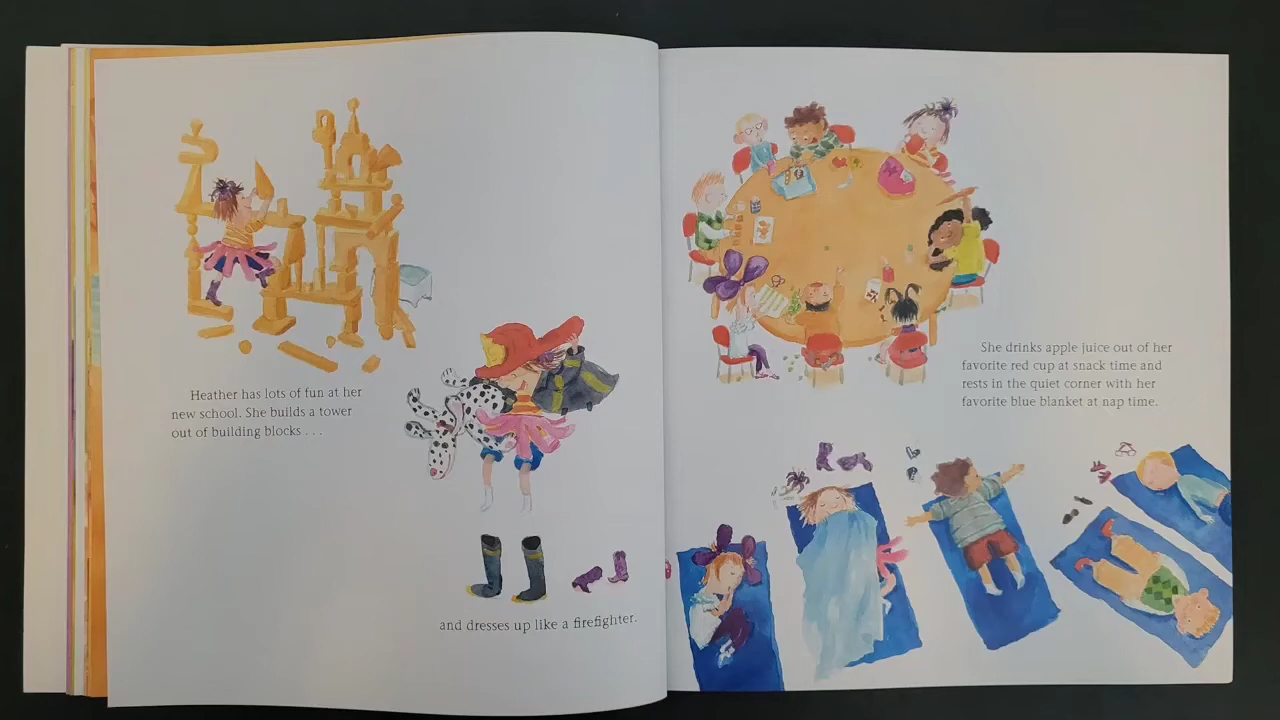 Heather has lots of fun at her
new school. She builds a tower
out of building blocks . . .
and dresses up like a firefighter.
She drinks apple juice out of her
favorite red cup at snack time and
rests in the quiet corner with her
favorite blue blanket at nap time.